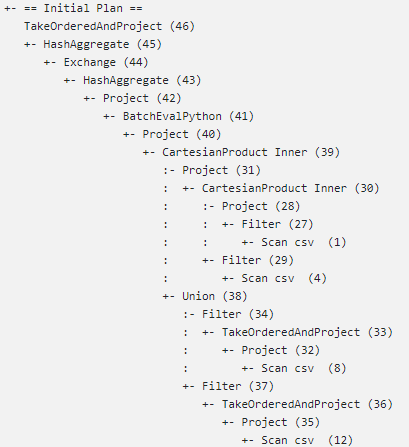 +- == Initial Plan ==
   TakeOrderedAndProject (46)
   +- HashAggregate (45)
      +- Exchange (44)
         +- HashAggregate (43)
            +- Project (42)
               +- BatchEvalPython (41)
                  +- Project (40)
                     +- CartesianProduct Inner (39)
                        :- Project (31)
                        :  +- CartesianProduct Inner (30)
                        :     :- Project (28)
                        :     :  +- Filter (27)
                        :     :     +- Scan csv  (1)
                        :     +- Filter (29)
                        :        +- Scan csv  (4)
                        +- Union (38)
                           :- Filter (34)
                           :  +- TakeOrderedAndProject (33)
                           :     +- Project (32)
                           :        +- Scan csv  (8)
                           +- Filter (37)
                              +- TakeOrderedAndProject (36)
                                 +- Project (35)
                                    +- Scan csv  (12)